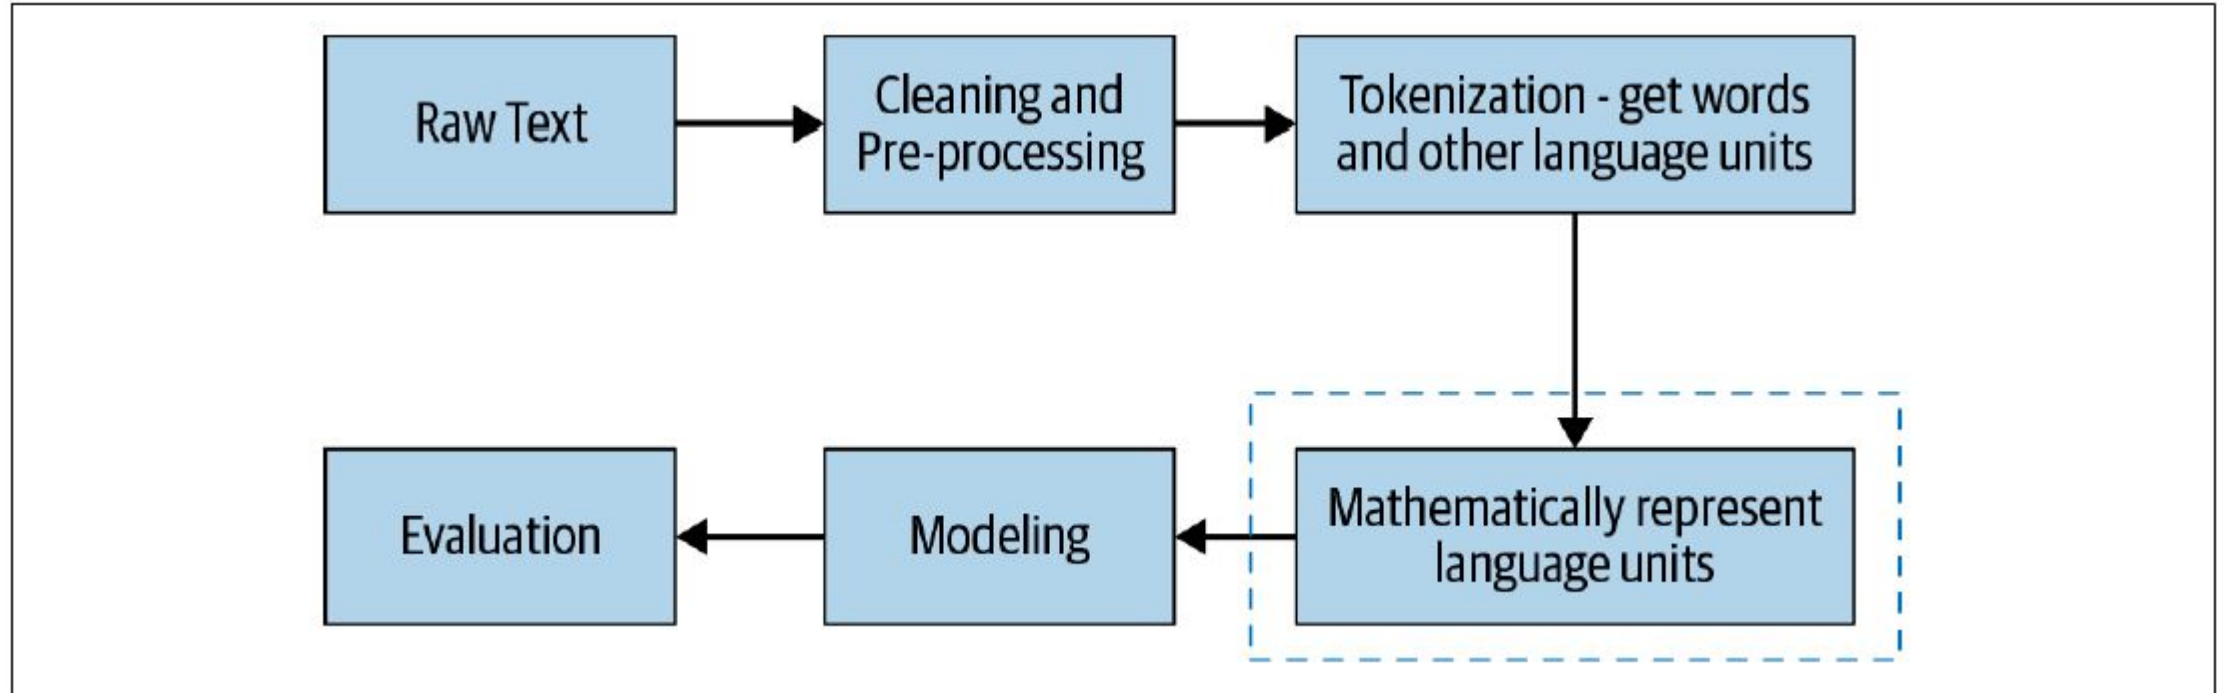 Raw Text
Cleaning and
Pre-processing
Tokenization - get words
and other language units
Mathematically represent
language units
Modeling
Evaluation